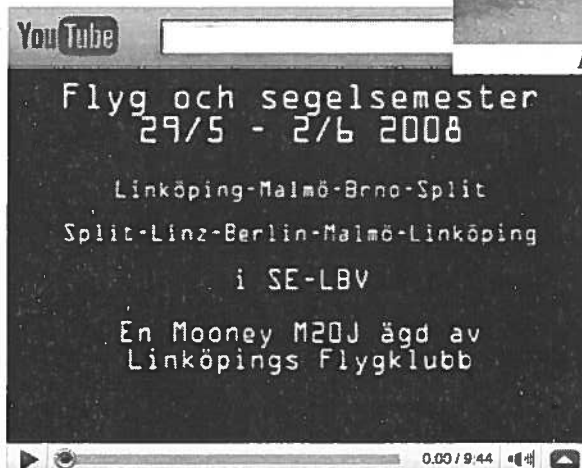 YouTube
Flyg och segelsemester
29/5 - 2/6 2008
Linköping-Malmö-Brno-Split
Split-Linz-Berlin-Malmö-Linköping
i SE-LBV
En Mooney M20J ägd av
Linköpings Flygklubb
0.00 / 9:44